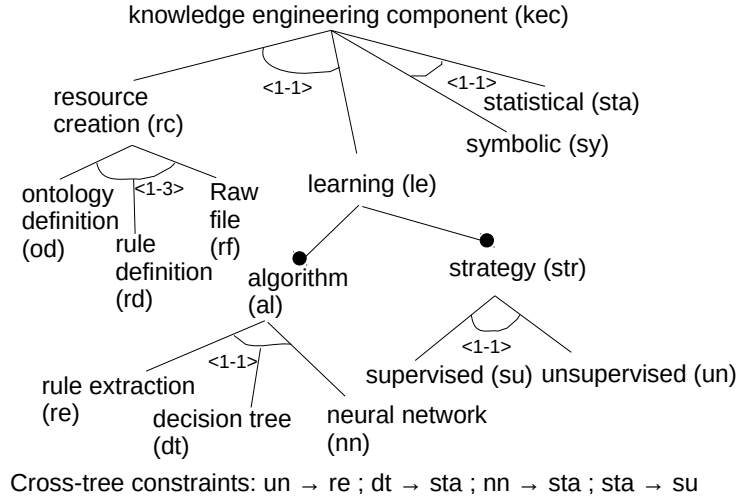 knowledge engineering component (kec)
<1-1>
<1-1>
resource
creation (rc)
statistical (sta)
symbolic (sy)
learning (le)
<1-3>
ontology
definition
(od)
rule
definition
(rd)
Raw
file
(rf)
algorithm
(al)
strategy (str)
<1-1>
<1-1>
rule extraction
(re)
decision tree
(dt)
neural network
(nn)
supervised (su)
unsupervised (un)
Cross-tree constraints: un → re ; dt → sta ; nn → sta ; sta → su